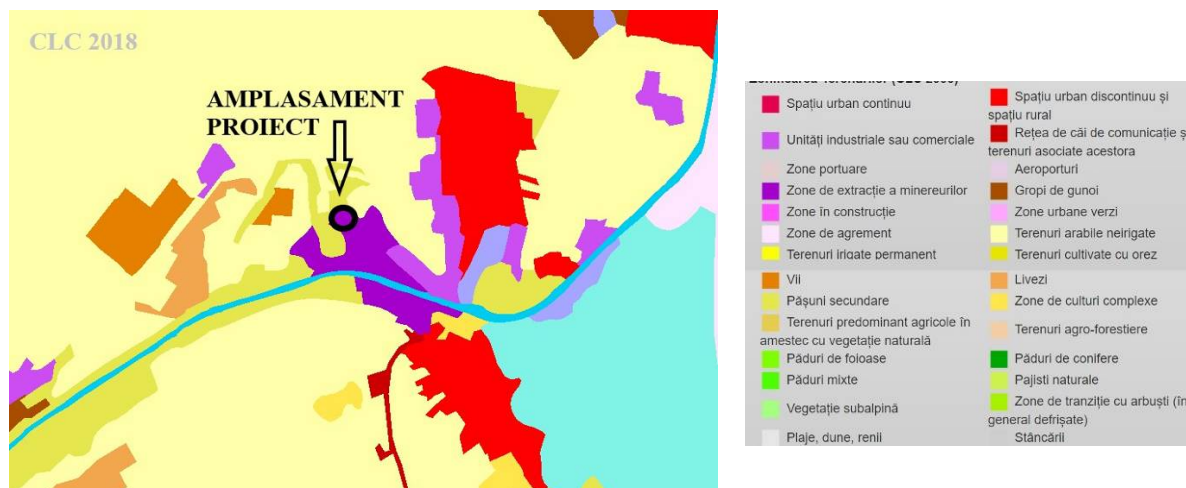 CLC 2018
AMPLASAMENT
PROIECT
Spațiu urban continuu
Spațiu urban discontinuu și
spațiu rural
Unități industriale sau comerciale
Rețea de căi de comunicație ș
terenuri asociate acestora
Zone portuare
Aeroporturi
Zone de extracție a minereurilor
Gropi de gunoi
Zone în construcție
Zone urbane verzi
Zone de agrement
Terenuri arabile neirigate
Terenuri irigate permanent
Terenuri cultivate cu orez
Vii
Livezi
Pășuni secundare
Zone de culturi complexe
Terenuri predominant agricole în
amestec cu vegetație naturală
Terenuri agro-forestiere
Păduri de foioase
Păduri de conifere
Păduri mixte
Pajisti naturale
Vegetație subalpină
Zone de tranziție cu arbuști (în
general defrișate)
Plaje, dune, renii
Stâncării